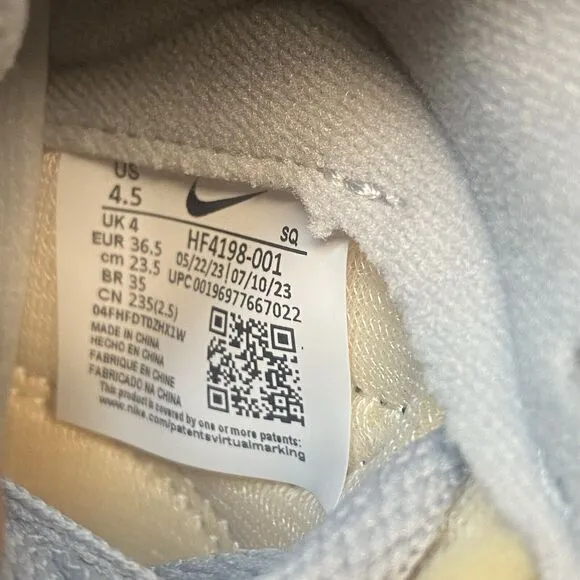 US
4.5
SQ
UK 4
HF4198-001
EUR 36.5
05/22/23|07/10/23
cm 23.5
UPC 00196977667022
BR 35
CN 235(2.5)
04FHFDTDZHX1W
MADE IN CHINA
HECHO EN CHINA
FABRIQUE EN CHINE
FABRICADO NA CHINA
This product is covered by one or more patents:
www.nike.com/patentsvirtualmarking